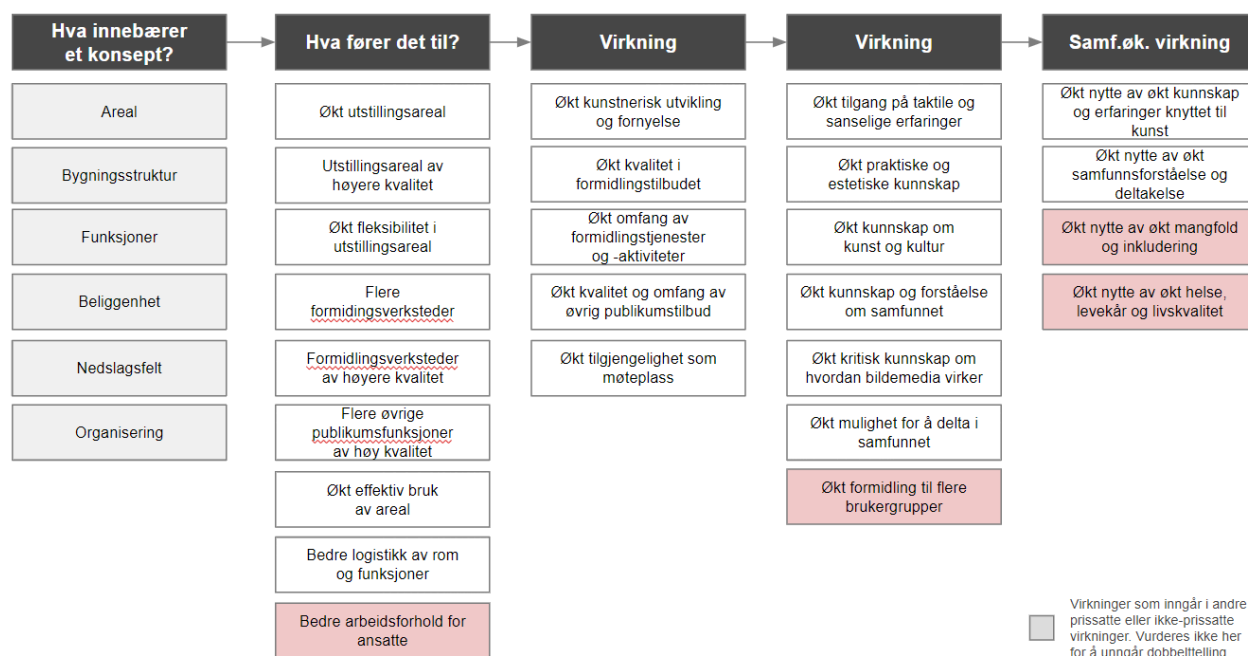 Hva innebærer
et konsept?
Areal
Bygningsstruktur
Funksjoner
Beliggenhet
Nedslagsfelt
Organisering
Hva fører det til?
Økt utstillingsareal
Utstillingsareal av
høyere kvalitet
Økt fleksibilitet i
utstillingsareal
Flere
formidingsverksteder
Formidlingsverksteder
av høyere kvalitet
Flere øvrige
publikumsfunksjoner
av høy kvalitet
Økt effektiv bruk
av areal
Bedre logistikk av rom
og funksjoner
Bedre arbeidsforhold for
ansatte
Virkning
Økt kunstnerisk utvikling
og fornyelse
Økt kvalitet i
formidlingstilbudet
Økt omfang av
formidlingstjenester
og -aktiviteter
Økt kvalitet og omfang av
øvrig publikumstilbud
Økt tilgjengelighet som
møteplass
Virkning
Økt tilgang på taktile og
sanselige erfaringer
Økt praktiske og
estetiske kunnskap
Økt kunnskap om
kunst og kultur
Økt kunnskap og forståelse
om samfunnet
Økt kritisk kunnskap om
hvordan bildemedia virker
Økt mulighet for å delta i
samfunnet
Økt formidling til flere
brukergrupper
Samf.øk. virkning
Økt nytte av økt kunnskap
og erfaringer knyttet til
kunst
Økt nytte av økt
samfunnsforståelse og
deltakelse
Økt nytte av økt mangfold
og inkludering
Økt nytte av økt helse,
levekår og livskvalitet
Virkninger som inngår i andre
prissatte eller ikke-prissatte
virkninger. Vurderes ikke her
for å unngår dobbelttelling